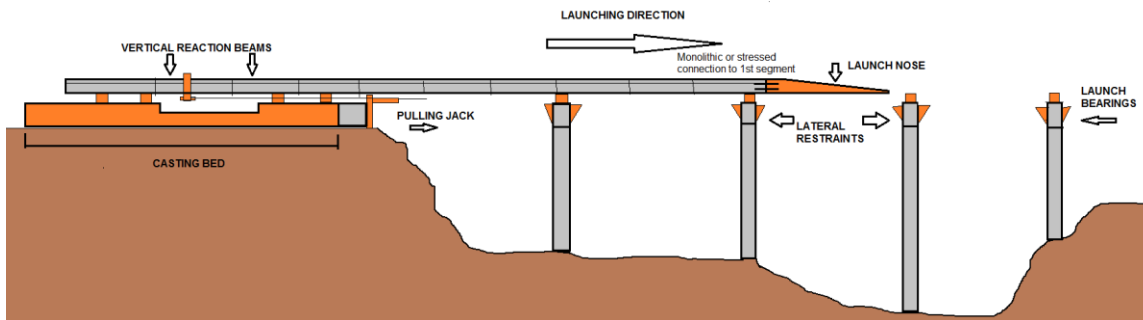 LAUNCHING DIRECTION
VERTICAL REACTION BEAMS
Monolithic or stressed
connection to 1st segment
LAUNCH NOSE
LAUNCH
BEARINGS
PULLING JACK
LATERAL
RESTRAINTS
CASTING BED